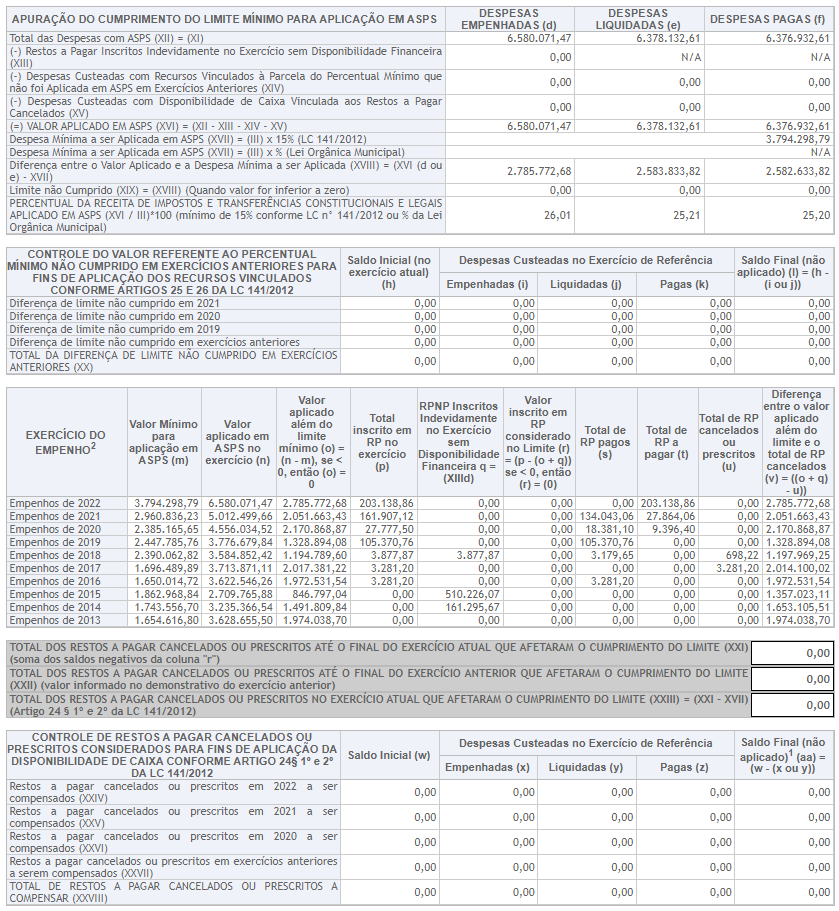 APURAÇÃO DO CUMPRIMENTO DO LIMITE MÍNIMO PARA APLICAÇÃO EM ASPS DESPESAS EMPENHADAS (d) DESPESAS LIQUIDADAS (e) DESPESAS PAGAS (f)
Total das Despesas com ASPS (XII) = (XI) 6.580.071,47 6.378.132,61 6.376.932,61
(-) Restos a Pagar Inscritos Indevidamente no Exercício sem Disponibilidade Financeira
(XIII) 0,00 N/A N/A
(-) Despesas Custeadas com Recursos Vinculados à Parcela do Percentual Mínimo que
não foi Aplicada em ASPS em Exercícios Anteriores (XIV) 0,00 0,00 0,00
(-) Despesas Custeadas com Disponibilidade de Caixa Vinculada aos Restos a Pagar
Cancelados (XV) 0,00 0,00 0,00
(=) VALOR APLICADO EM ASPS (XVI) = (XII - XIII - XIV - XV) 6.580.071,47 6.378.132,61 6.376.932,61
Despesa Mínima a ser Aplicada em ASPS (XVII) = (III) x 15% (LC 141/2012) 3.794.298,79
Despesa Mínima a ser Aplicada em ASPS (XVII) = (III) x % (Lei Orgânica Municipal) N/A
Diferença entre o Valor Aplicado e a Despesa Mínima a ser Aplicada (XVIII) = (XVI (d ou
e) - XVII) 2.785.772,68 2.583.833,82 2.582.633,82
Limite não Cumprido (XIX) = (XVIII) (Quando valor for inferior a zero) 0,00 0,00 0,00
PERCENTUAL DA RECEITA DE IMPOSTOS E TRANSFERÊNCIAS CONSTITUCIONAIS E LEGAIS
APLICADO EM ASPS (XVI / III)*100 (mínimo de 15% conforme LC n° 141/2012 ou % da Lei
Orgânica Municipal) 26,01 25,21 25,20
CONTROLE DO VALOR REFERENTE AO PERCENTUAL
MÍNIMO NÃO CUMPRIDO EM EXERCÍCIOS ANTERIORES PARA
FINS DE APLICAÇÃO DOS RECURSOS VINCULADOS
CONFORME ARTIGOS 25 E 26 DA LC 141/2012
Saldo Inicial (no
exercício atual)
(h)
Despesas Custeadas no Exercício de Referência
Empenhadas (i) Liquidadas (j) Pagas (k)
Saldo Final (não
aplicado) (l) = (h -
(i ou j))
Diferença de limite não cumprido em 2021 0,00 0,00 0,00 0,00 0,00
Diferença de limite não cumprido em 2020 0,00 0,00 0,00 0,00 0,00
Diferença de limite não cumprido em 2019 0,00 0,00 0,00 0,00 0,00
Diferença de limite não cumprido em exercícios anteriores 0,00 0,00 0,00 0,00 0,00
TOTAL DA DIFERENÇA DE LIMITE NÃO CUMPRIDO EM EXERCÍCIOS
ANTERIORES (XX) 0,00 0,00 0,00 0,00 0,00
EXERCÍCIO DO
EMPENHO2
Valor Mínimo
para
aplicação em
ASPS (m)
Valor
aplicado em
ASPS no
exercício (n)
Valor
aplicado
além do
limite
mínimo (o) =
(n - m), se <
0, então (o) =
0
Total
inscrito em
RP no
exercício
(p)
RPNP Inscritos
Indevidamente
no Exercício
sem
Disponibilidade
Financeira q =
(XIIId)
Valor
inscrito em
RP
considerado
no Limite (r)
= (p - (o + q))
se < 0, então
(r) = (0)
Total de
RP pagos
(s)
Total de
RP a
pagar (t)
Total de RP
cancelados
ou
prescritos
(u)
Diferença
entre o valor
aplicado
além do
limite e o
total de RP
cancelados
(v) = ((o + q)
- u))
Empenhos de 2022 3.794.298,79 6.580.071,47 2.785.772,68 203.138,86 0,00 0,00 0,00 203.138,86 0,00 2.785.772,68
Empenhos de 2021 2.960.836,23 5.012.499,66 2.051.663,43 161.907,12 0,00 0,00 134.043,06 27.864,06 0,00 2.051.663,43
Empenhos de 2020 2.385.165,65 4.556.034,52 2.170.868,87 27.777,50 0,00 0,00 18.381,10 9.396,40 0,00 2.170.868,87
Empenhos de 2019 2.447.785,76 3.776.679,84 1.328.894,08 105.370,76 0,00 0,00 105.370,76 0,00 0,00 1.328.894,08
Empenhos de 2018 2.390.062,82 3.584.852,42 1.194.789,60 3.877,87 3.877,87 0,00 3.179,65 0,00 698,22 1.197.969,25
Empenhos de 2017 1.696.489,89 3.713.871,11 2.017.381,22 3.281,20 0,00 0,00 0,00 0,00 3.281,20 2.014.100,02
Empenhos de 2016 1.650.014,72 3.622.546,26 1.972.531,54 3.281,20 0,00 0,00 3.281,20 0,00 0,00 1.972.531,54
Empenhos de 2015 1.862.968,84 2.709.765,88 846.797,04 0,00 510.226,07 0,00 0,00 0,00 0,00 1.357.023,11
Empenhos de 2014 1.743.556,70 3.235.366,54 1.491.809,84 0,00 161.295,67 0,00 0,00 0,00 0,00 1.653.105,51
Empenhos de 2013 1.654.616,80 3.628.655,50 1.974.038,70 0,00 0,00 0,00 0,00 0,00 0,00 1.974.038,70
TOTAL DOS RESTOS A PAGAR CANCELADOS OU PRESCRITOS ATÉ O FINAL DO EXERCÍCIO ATUAL QUE AFETARAM O CUMPRIMENTO DO LIMITE (XXI)
(soma dos saldos negativos da coluna "r") 0,00
TOTAL DOS RESTOS A PAGAR CANCELADOS OU PRESCRITOS ATÉ O FINAL DO EXERCÍCIO ANTERIOR QUE AFETARAM O CUMPRIMENTO DO LIMITE
(XXII) (valor informado no demonstrativo do exercício anterior) 0,00
TOTAL DOS RESTOS A PAGAR CANCELADOS OU PRESCRITOS NO EXERCÍCIO ATUAL QUE AFETARAM O CUMPRIMENTO DO LIMITE (XXIII) = (XXI - XVII)
(Artigo 24 § 1º e 2º da LC 141/2012) 0,00
CONTROLE DE RESTOS A PAGAR CANCELADOS OU
PRESCRITOS CONSIDERADOS PARA FINS DE APLICAÇÃO DA
DISPONIBILIDADE DE CAIXA CONFORME ARTIGO 24§ 1º e 2º
DA LC 141/2012
Saldo Inicial (w)
Despesas Custeadas no Exercício de Referência
Empenhadas (x) Liquidadas (y) Pagas (z)
Saldo Final (não
aplicado)1 (aa) =
(w - (x ou y))
Restos a pagar cancelados ou prescritos em 2022 a ser
compensados (XXIV) 0,00 0,00 0,00 0,00 0,00
Restos a pagar cancelados ou prescritos em 2021 a ser
compensados (XXV) 0,00 0,00 0,00 0,00 0,00
Restos a pagar cancelados ou prescritos em 2020 a ser
compensados (XXVI) 0,00 0,00 0,00 0,00 0,00
Restos a pagar cancelados ou prescritos em exercícios anteriores
a serem compensados (XXVII) 0,00 0,00 0,00 0,00 0,00
TOTAL DE RESTOS A PAGAR CANCELADOS OU PRESCRITOS A
COMPENSAR (XXVIII) 0,00 0,00 0,00 0,00 0,00